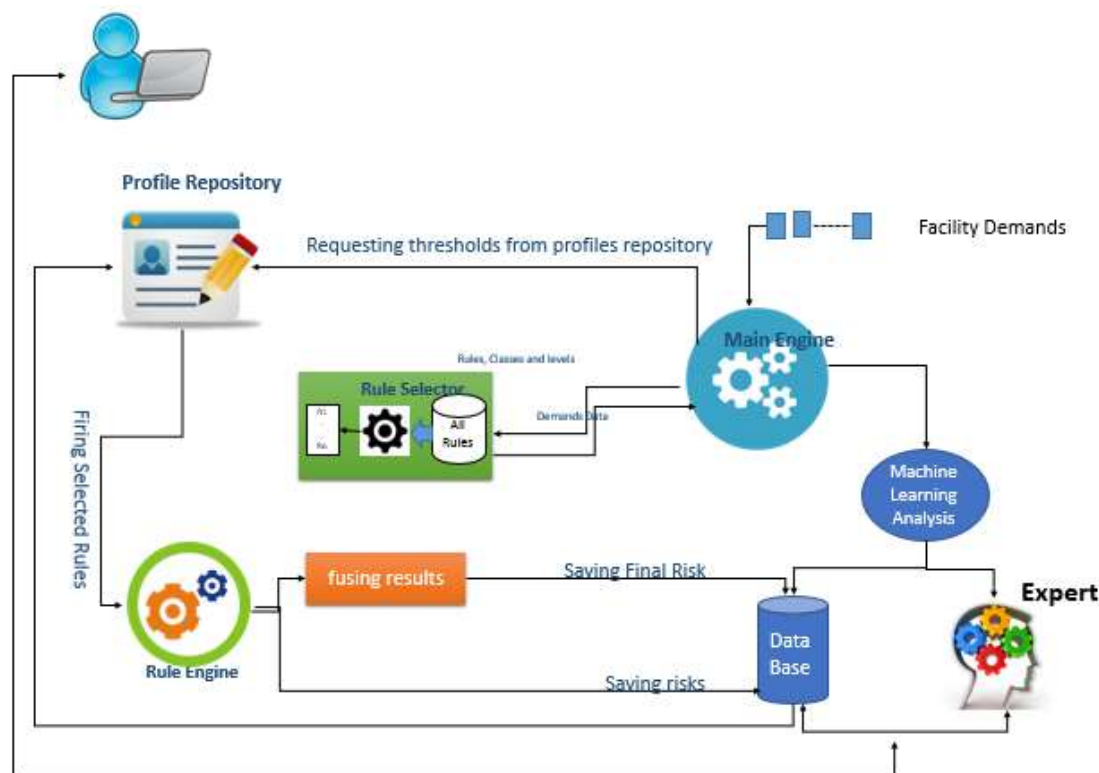 Profile Repository
Requesting thresholds from profiles repository
Facility Demands
Main Engine
Rules, Classes and levels
Rule Selector
Demands Data
All
Rules
Firing Selected Rules
Machine
Learning
Analysis
fusing results
Saving Final Risk
Expert
Data
Base
Rule Engine
Saving risks